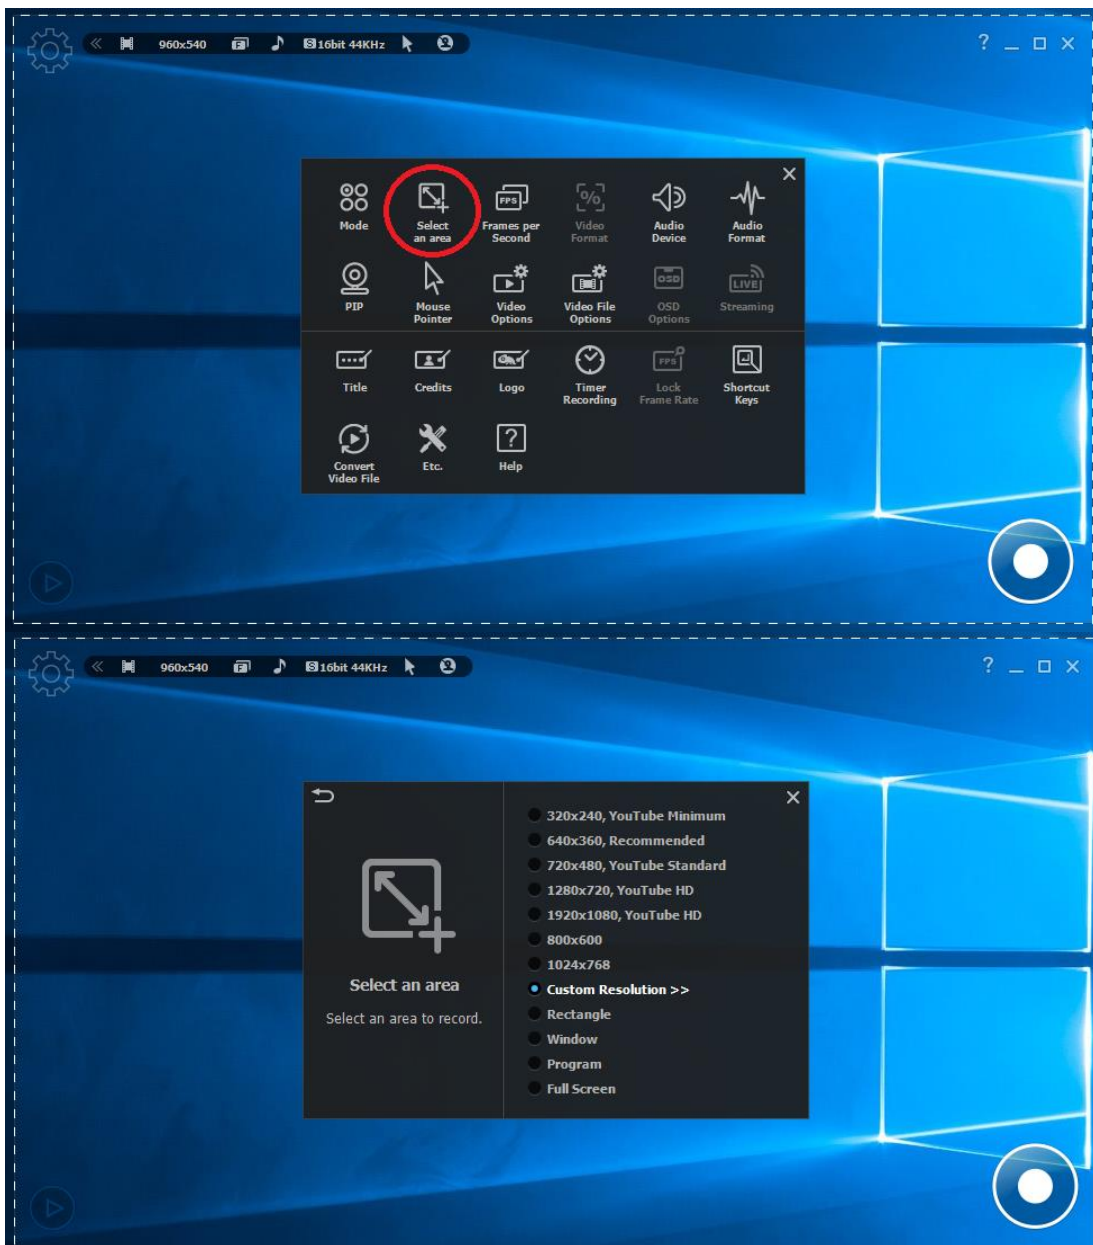 960x540 F S 16bit 44KHz
?
Mode
Select
an area
FPS
Frames per
Second
%
Video
Format
Audio
Device
Audio
Format
PIP
Mouse
Pointer
Video
Options
Video File
Options
OSD
OSD
Options
LIVE
Streaming
Title
Credits
Logo
Timer
Recording
FPS
Lock
Frame Rate
Shortcut
Keys
Convert
Video File
Etc.
?
Help
960x540 F S 16bit 44KHz
?
Select an area
Select an area to record.
320x240, YouTube Minimum
640x360, Recommended
720x480, YouTube Standard
1280x720, YouTube HD
1920x1080, YouTube HD
800x600
1024x768
Custom Resolution >>
Rectangle
Window
Program
Full Screen